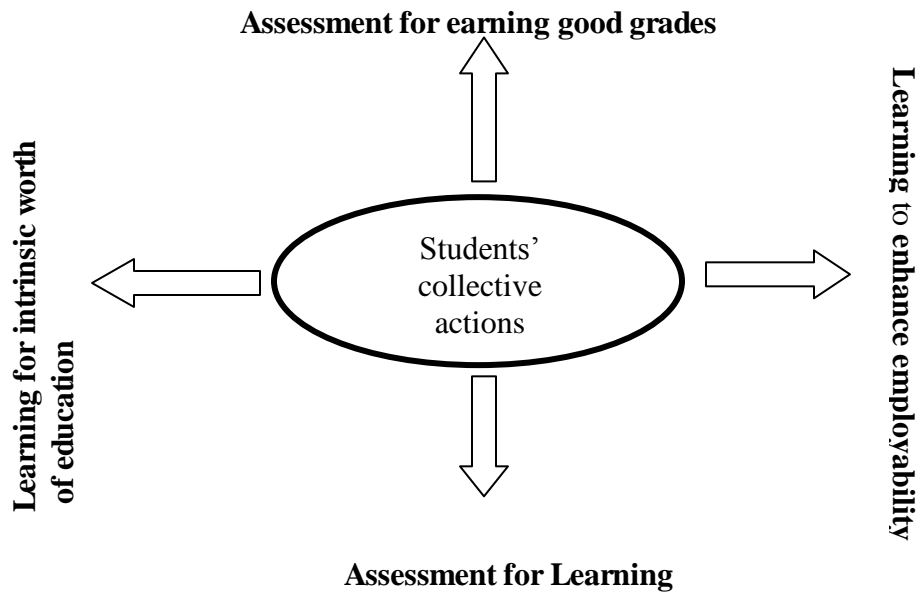 Assessment for earning good grades
Learning for intrinsic worth
of education
Students’
collective
actions
Learning to enhance employability
Assessment for Learning